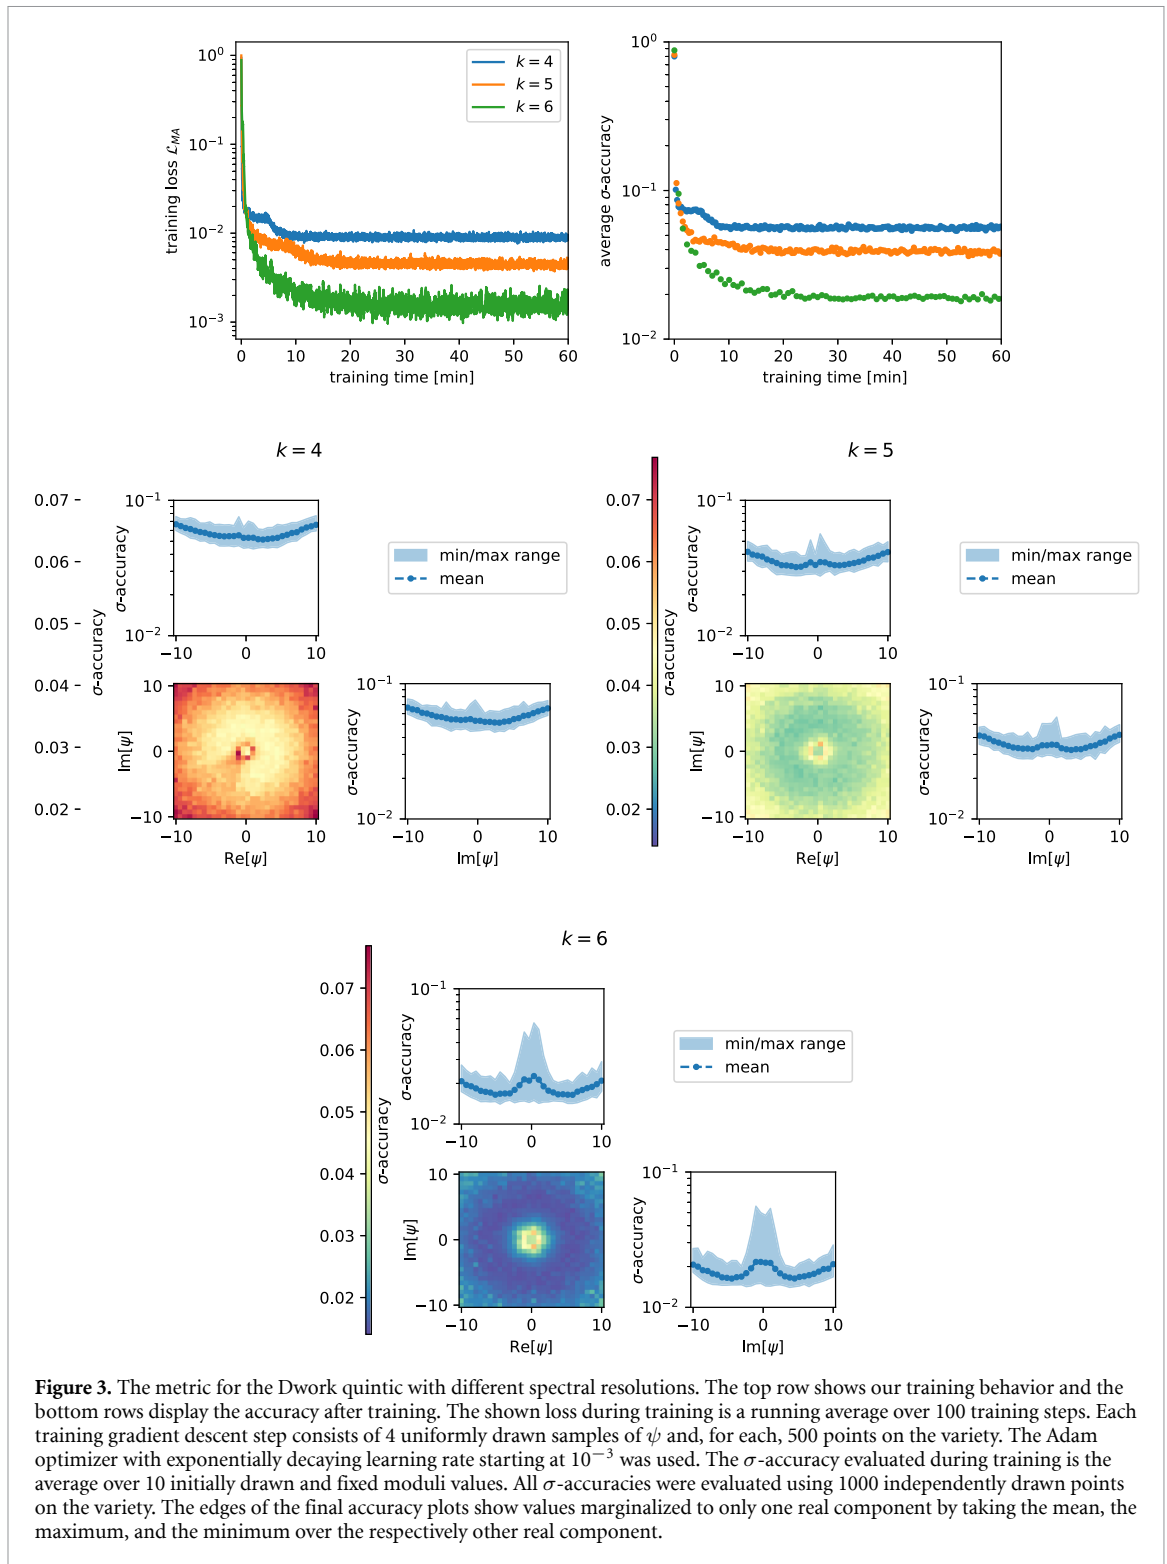 10⁰
10⁻¹
10⁻²
10⁻³
training loss ℒ_MA
k = 4
k = 5
k = 6
0 10 20 30 40 50 60
training time [min]
10⁰
10⁻¹
10⁻²
average σ-accuracy
0 10 20 30 40 50 60
training time [min]
k = 4
0.07
0.06
0.05
0.04
0.03
0.02
σ-accuracy
10⁻¹
10⁻²
σ-accuracy
−10 0 10
min/max range
mean
10
0
−10
Im[ψ]
−10 0 10
Re[ψ]
10⁻¹
10⁻²
σ-accuracy
−10 0 10
Im[ψ]
k = 5
0.07
0.06
0.05
0.04
0.03
0.02
σ-accuracy
10⁻¹
10⁻²
σ-accuracy
−10 0 10
min/max range
mean
10
0
−10
Im[ψ]
−10 0 10
Re[ψ]
10⁻¹
10⁻²
σ-accuracy
−10 0 10
Im[ψ]
k = 6
0.07
0.06
0.05
0.04
0.03
0.02
σ-accuracy
10⁻¹
10⁻²
σ-accuracy
−10 0 10
min/max range
mean
10
0
−10
Im[ψ]
−10 0 10
Re[ψ]
10⁻¹
10⁻²
σ-accuracy
−10 0 10
Im[ψ]
Figure 3. The metric for the Dwork quintic with different spectral resolutions. The top row shows our training behavior and the
bottom rows display the accuracy after training. The shown loss during training is a running average over 100 training steps. Each
training gradient descent step consists of 4 uniformly drawn samples of ψ and, for each, 500 points on the variety. The Adam
optimizer with exponentially decaying learning rate starting at 10⁻³ was used. The σ-accuracy evaluated during training is the
average over 10 initially drawn and fixed moduli values. All σ-accuracies were evaluated using 1000 independently drawn points
on the variety. The edges of the final accuracy plots show values marginalized to only one real component by taking the mean, the
maximum, and the minimum over the respectively other real component.